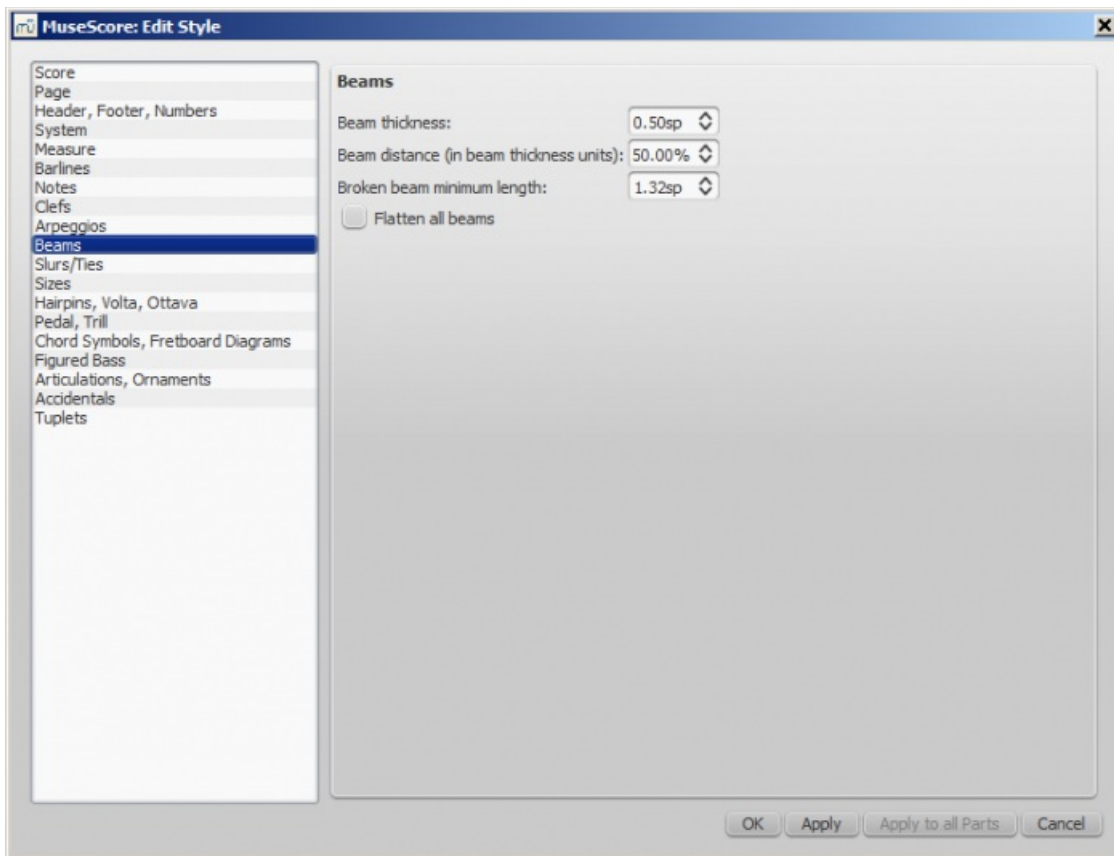 MuseScore: Edit Style
Score
Page
Header, Footer, Numbers
System
Measure
Barlines
Notes
Clefs
Arpeggios
Beams
Slurs/Ties
Sizes
Hairpins, Volta, Ottava
Pedal, Trill
Chord Symbols, Fretboard Diagrams
Figured Bass
Articulations, Ornaments
Accidentals
Tuplets
Beams
Beam thickness: 0.50sp
Beam distance (in beam thickness units): 50.00%
Broken beam minimum length: 1.32sp
Flatten all beams
OK Apply Apply to all Parts Cancel